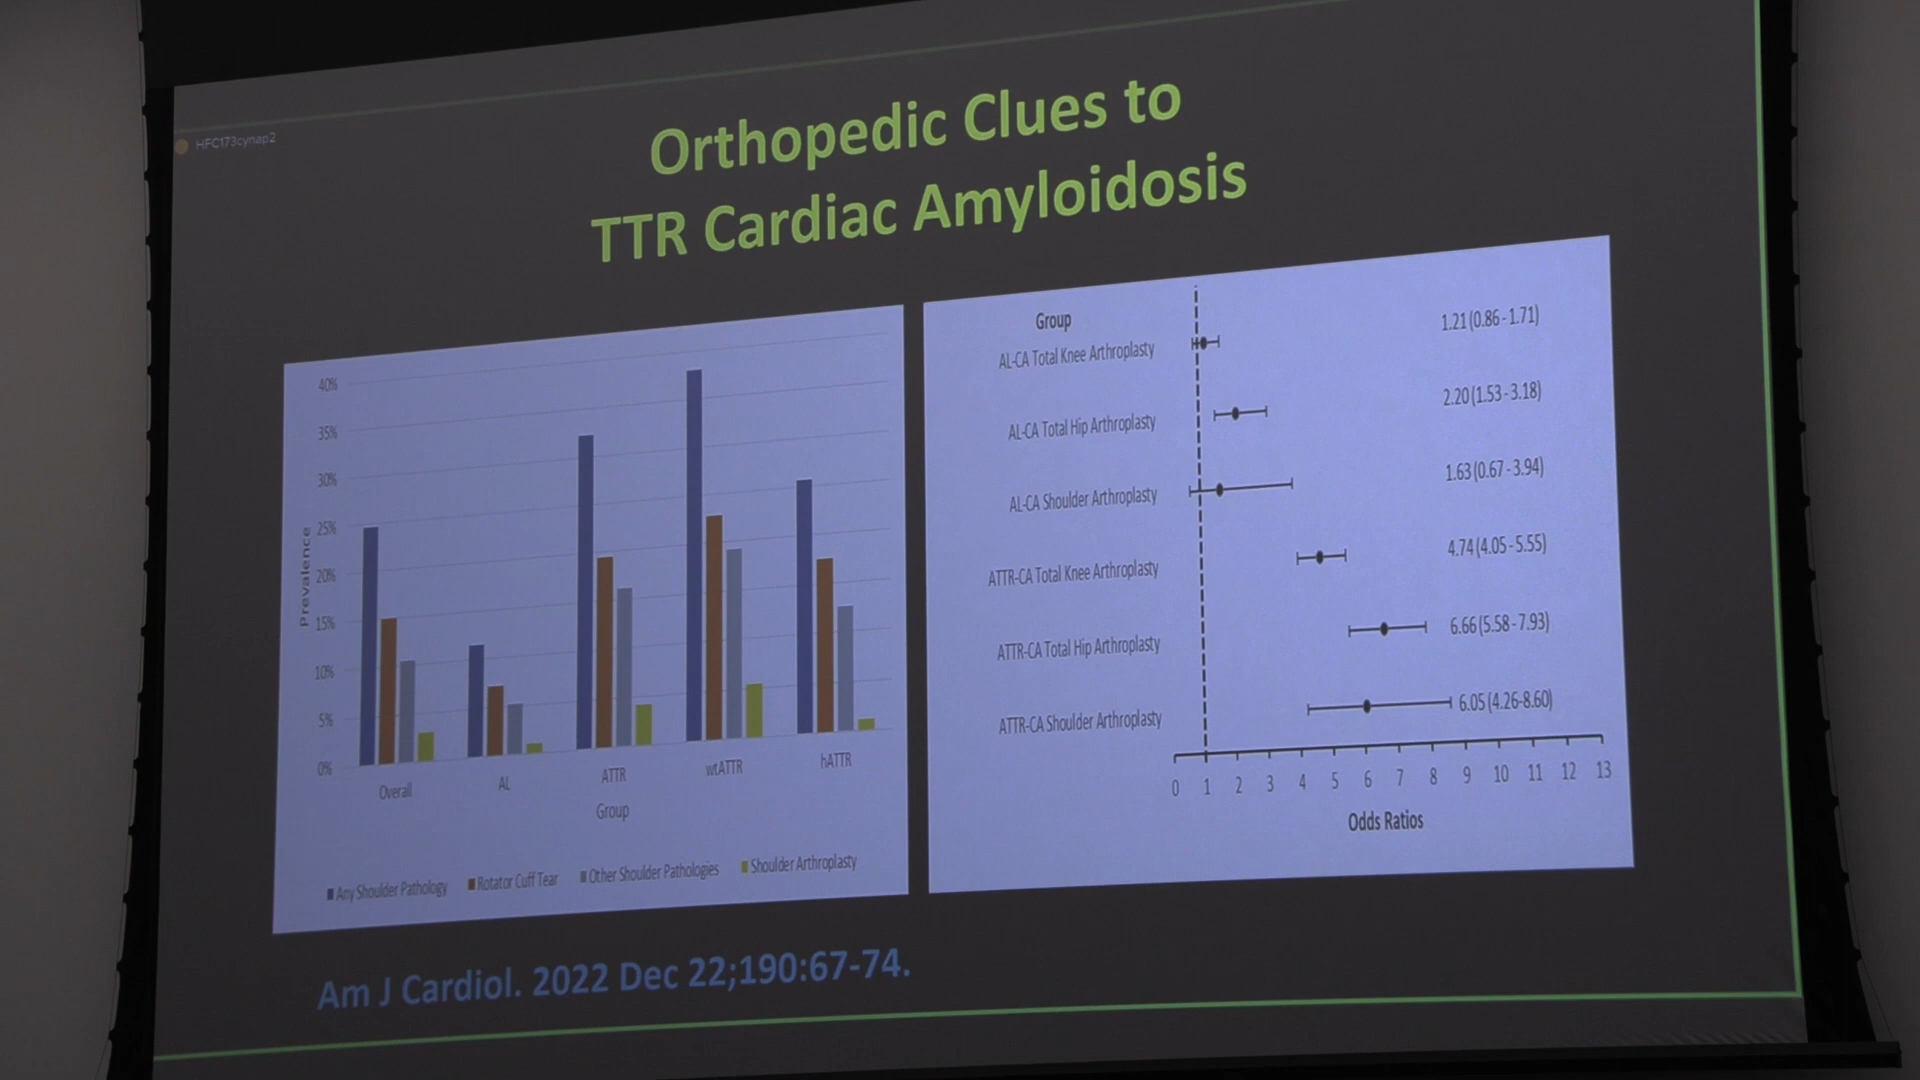 HFC173cynap2
Orthopedic Clues to
TTR Cardiac Amyloidosis
40%
35%
30%
25%
20%
15%
10%
5%
0%
Prevalence
Overall
AL
ATTR
wtATTR
hATTR
Group
Any Shoulder Pathology
Rotator Cuff Tear
Other Shoulder Pathologies
Shoulder Arthroplasty
Group
AL-CA Total Knee Arthroplasty 1.21 (0.86 - 1.71)
AL-CA Total Hip Arthroplasty 2.20 (1.53 - 3.18)
AL-CA Shoulder Arthroplasty 1.63 (0.67 - 3.94)
ATTR-CA Total Knee Arthroplasty 4.74 (4.05 - 5.55)
ATTR-CA Total Hip Arthroplasty 6.66 (5.58 - 7.93)
ATTR-CA Shoulder Arthroplasty 6.05 (4.26-8.60)
0 1 2 3 4 5 6 7 8 9 10 11 12 13
Odds Ratios
Am J Cardiol. 2022 Dec 22;190:67-74.